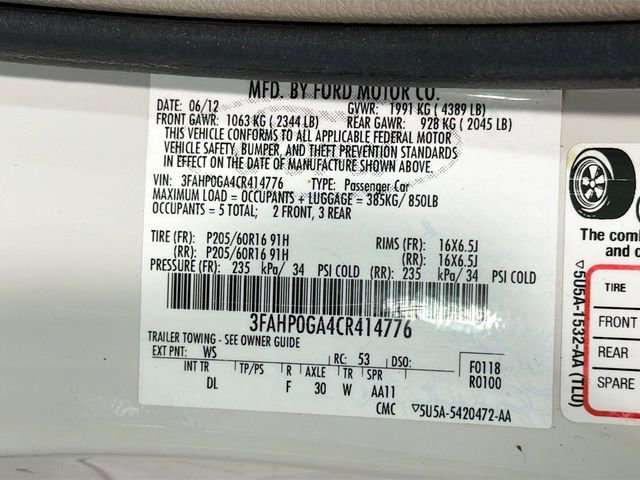 MFD. BY FORD MOTOR CO.
DATE: 06/12 GVWR: 1991 KG ( 4389 LB)
FRONT GAWR: 1063 KG ( 2344 LB) REAR GAWR: 928 KG ( 2045 LB)
THIS VEHICLE CONFORMS TO ALL APPLICABLE FEDERAL MOTOR
VEHICLE SAFETY, BUMPER, AND THEFT PREVENTION STANDARDS
IN EFFECT ON THE DATE OF MANUFACTURE SHOWN ABOVE.
VIN: 3FAHP0GA4CR414776 TYPE: Passenger Car
MAXIMUM LOAD = OCCUPANTS + LUGGAGE = 385KG/ 850LB
OCCUPANTS = 5 TOTAL; 2 FRONT, 3 REAR
TIRE (FR): P205/60R16 91H RIMS (FR): 16X6.5J
(RR): P205/60R16 91H (RR): 16X6.5J
PRESSURE (FR): 235 kPa/ 34 PSI COLD (RR): 235 kPa/ 34 PSI COLD
3FAHP0GA4CR414776
TRAILER TOWING - SEE OWNER GUIDE
EXT PNT: WS RC: 53 DSO: F0118
INT TR TP/PS R AXLE TR SPR R0100
DL F 30 W AA11
CMC ▽5U5A-5420472-AA
▽5U5A-1532-AA (TL0)
The comb
and o
TIRE
FRONT
REAR
SPARE